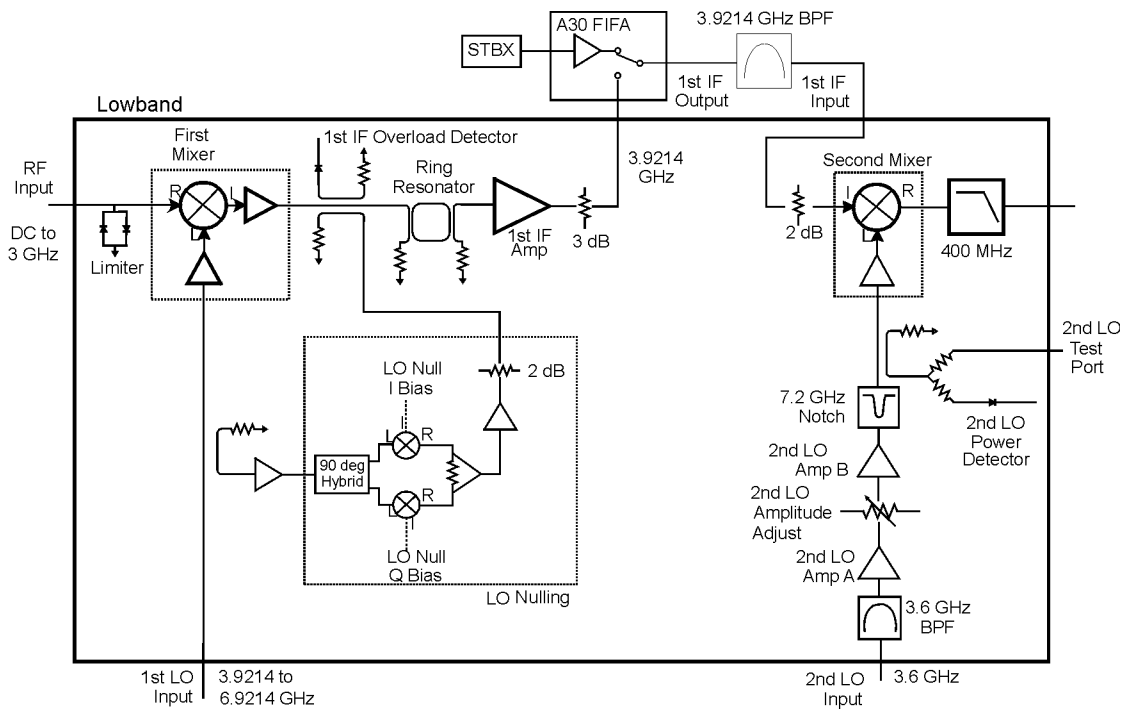 A30 FIFA
3.9214 GHz BPF
STBX
1st IF
Output
1st IF
Input
Lowband
First
Mixer
1st IF Overload Detector
Ring
Resonator
3.9214
GHz
Second Mixer
RF
Input
R
I
L
DC to
3 GHz
Limiter
1st IF
Amp
3 dB
2 dB
I
R
L
400 MHz
2nd LO
Test
Port
LO Null
I Bias
2 dB
7.2 GHz
Notch
2nd LO
Power
Detector
I
L
R
90 deg
Hybrid
2nd LO
Amp B
R
L
I
2nd LO
Amplitude
Adjust
LO Null
Q Bias
2nd LO
Amp A
LO Nulling
3.6 GHz
BPF
1st LO
Input
3.9214 to
6.9214 GHz
2nd LO
Input
3.6 GHz